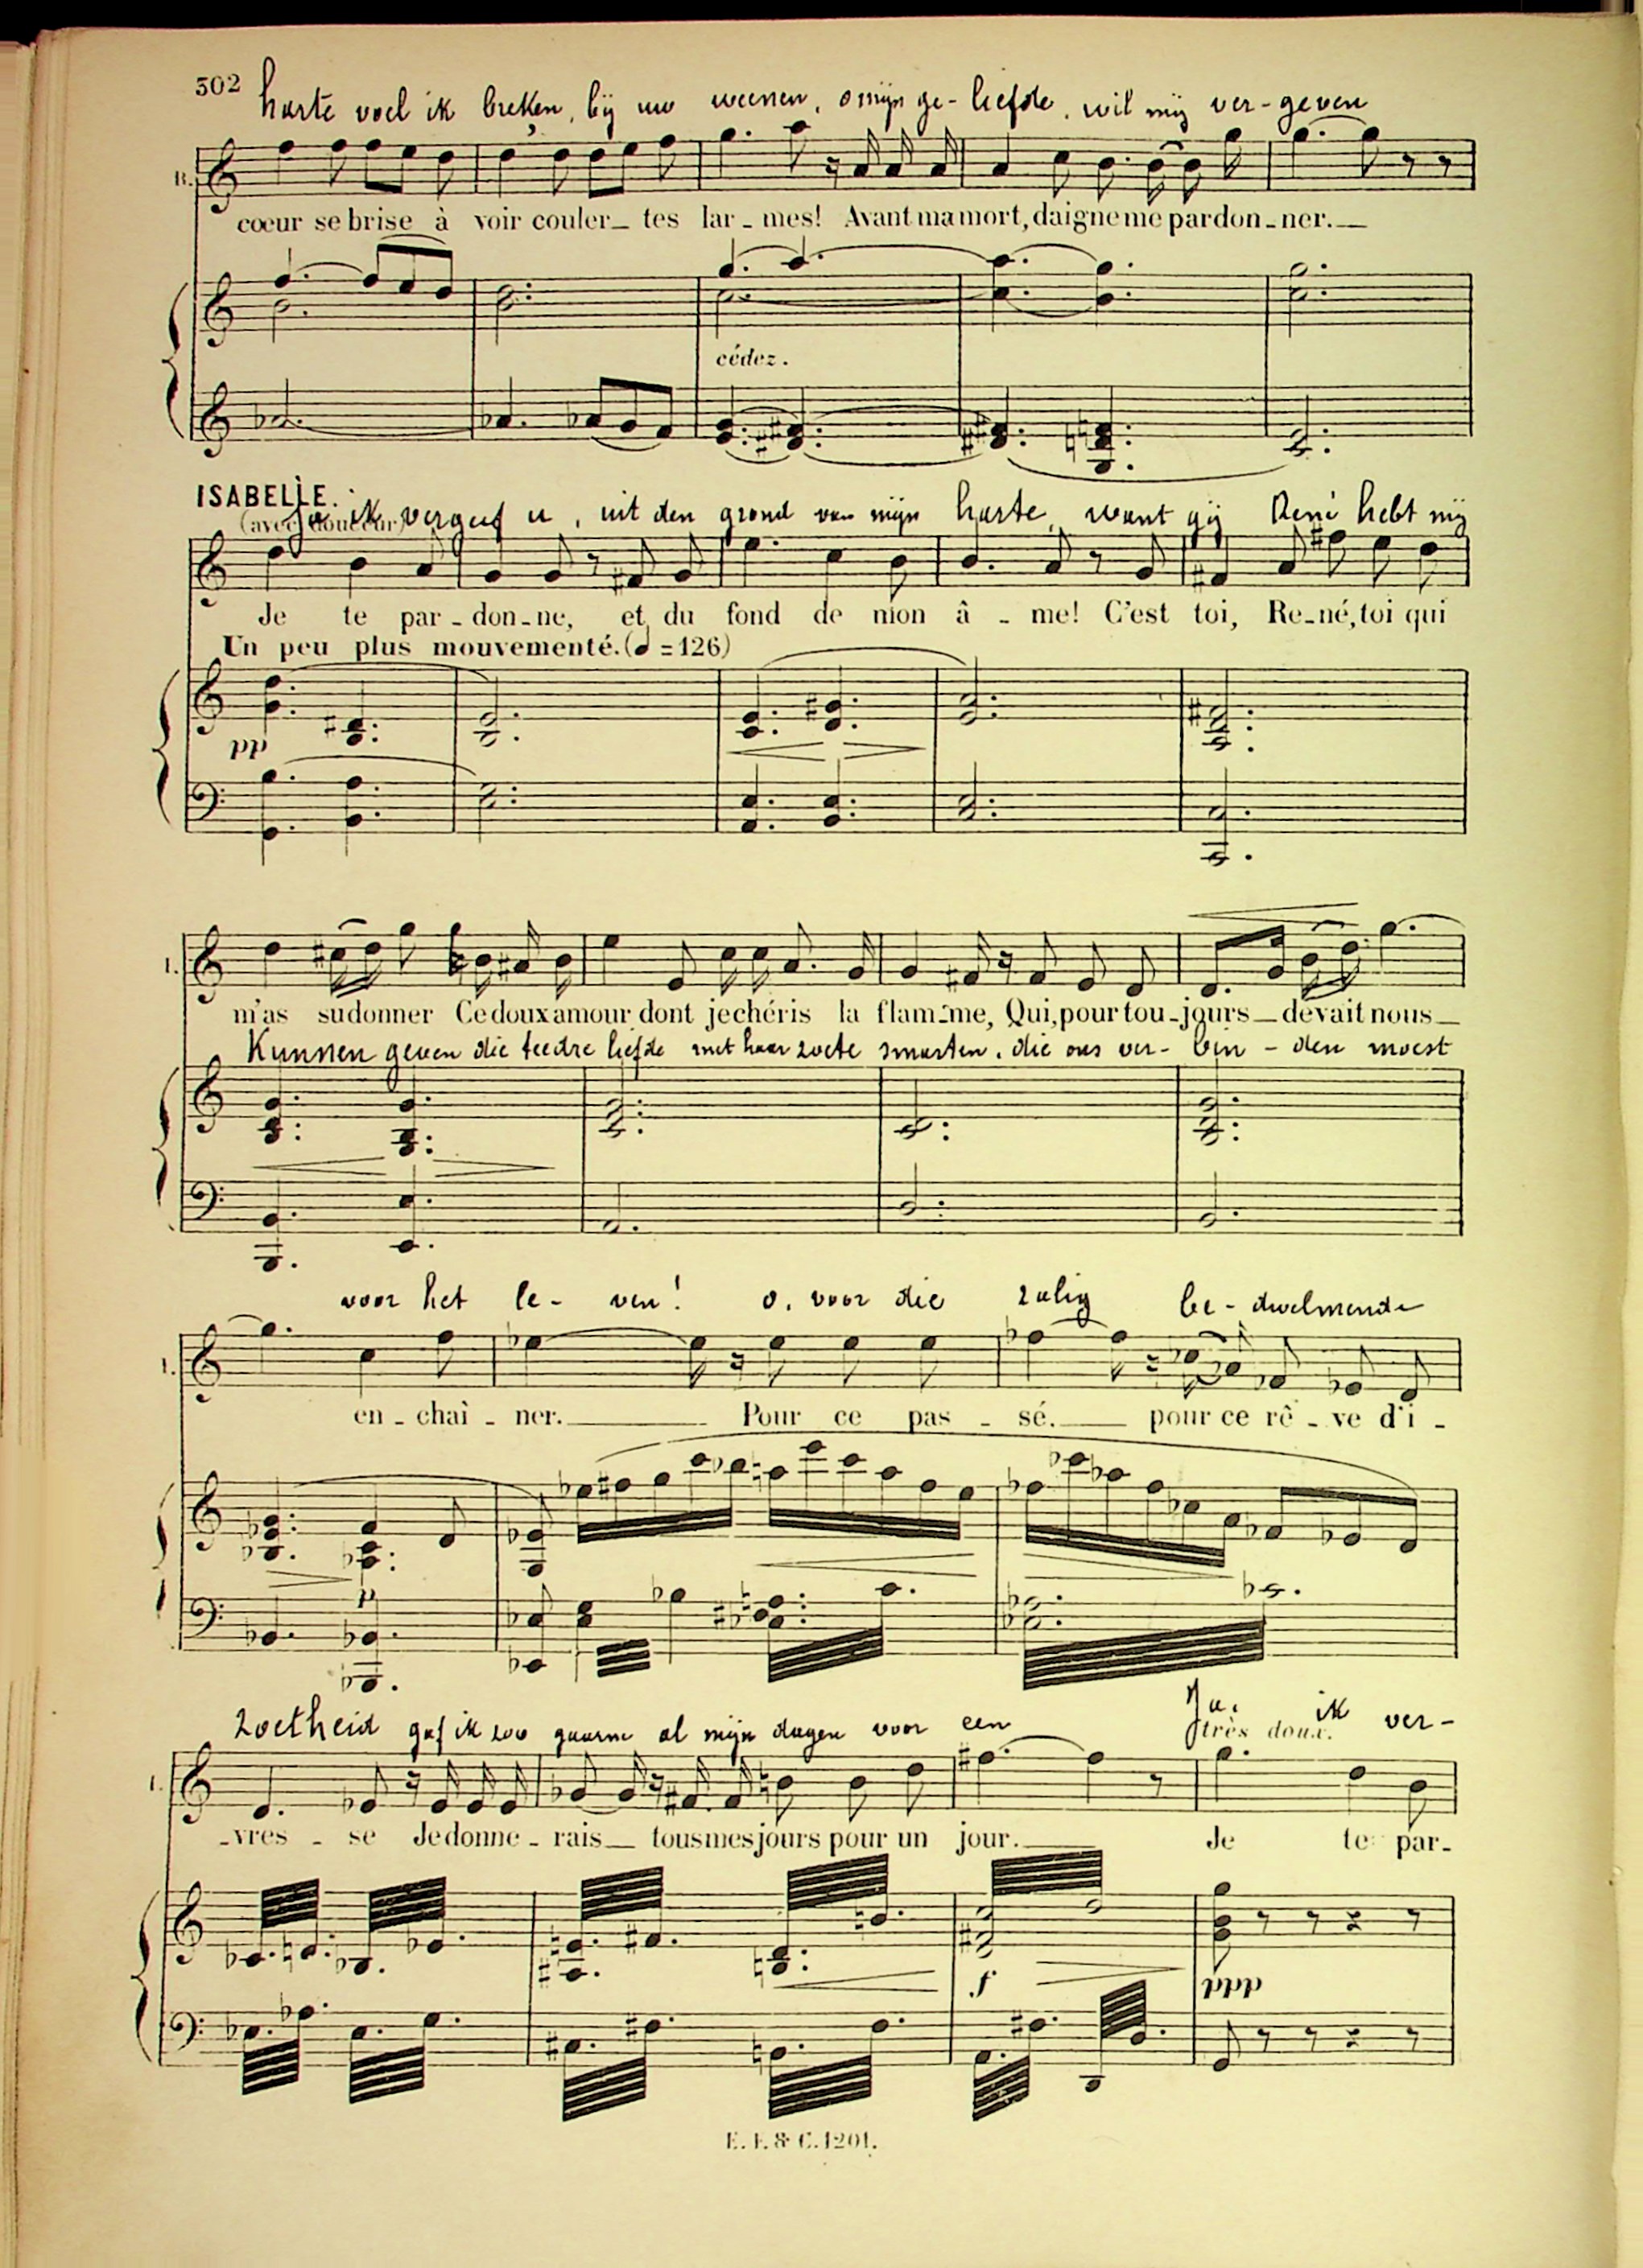 302
harte voel ik breken, bij uw weenen, o mijn ge- liefde, wil mij ver- geven
R.
cœur se brise à voir couler_ tes lar_mes! Avant ma mort, daigne me pardon_ner._
cédez.
ISABELLE.
ik vergeef u, uit den grond van mijn harte, want gij René hebt mij
(avec douceur)
Je te par_don_ne, et du fond de mon â_me! C'est toi, Re_né, toi qui
Un peu plus mouvementé. (𝅗𝅥 = 126)
pp
I.
m'as su donner Ce doux amour dont je chéris la flam_me, Qui, pour tou_jours_ devait nous_
Kunnen geven die teedre liefde met haar zoete smarten. die ons ver- bin - den moest
voor het le- ven! o, voor die zalig be- dwelmende
I.
en_chaî_ner.___ Pour ce pas_sé.___ pour ce rê_ve d'i_
p
zoetheid gaf ik zoo gaarne al mijn dagen voor een Ja. ik ver-
très doux.
I.
_vres_se Je donne_rais_ tous mes jours pour un jour.___ Je te par_
f ppp
E. F. & C. 1201.